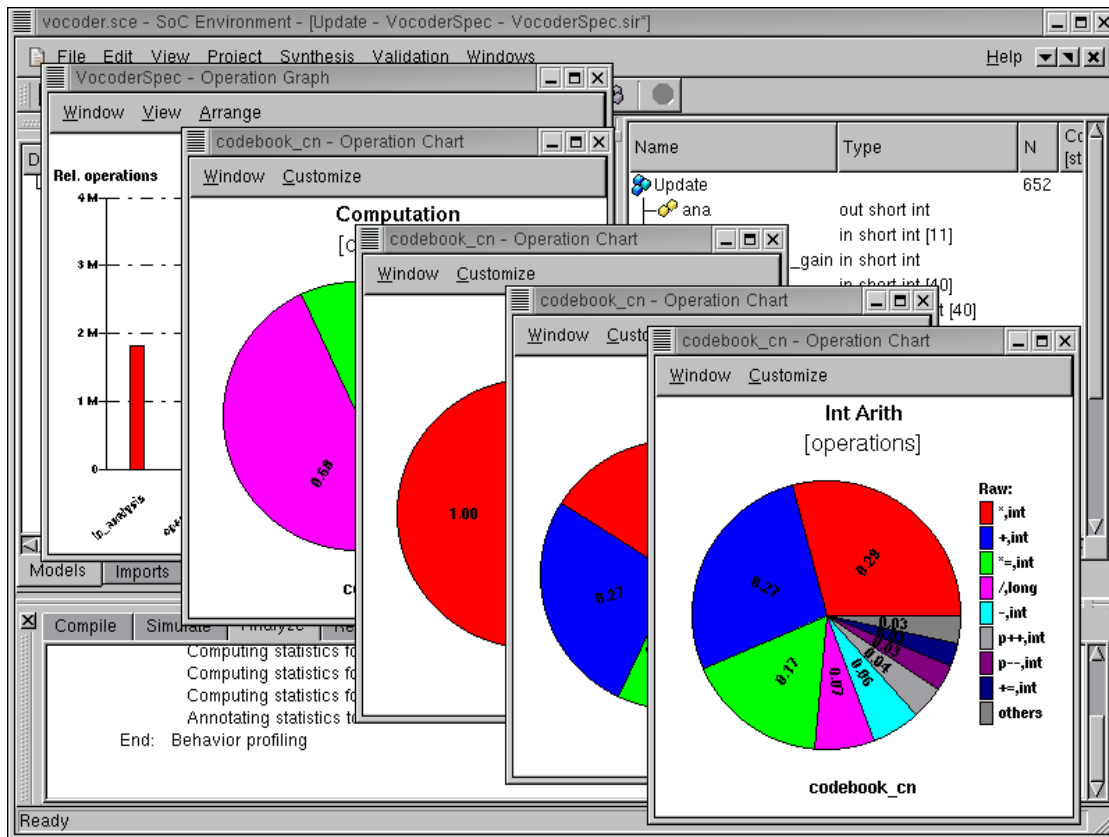 vocoder.sce - SoC Environment - [Update - VocoderSpec - VocoderSpec.sir*]
File Edit View Project Synthesis Validation Windows Help
VocoderSpec - Operation Graph
Window View Arrange
Rel. operations
4 M
3 M
2 M
1 M
0
lp_analysis
codebook_cn - Operation Chart
Window Customize
Computation
0.68
codebook_cn - Operation Chart
Window Customize
1.00
codebook_cn - Operation Chart
Window
0.27
codebook_cn - Operation Chart
Window Customize
Int Arith
[operations]
0.29
0.27
0.17
0.07
0.06
0.04
0.03
0.03
0.03
Raw:
*,int
+,int
*=,int
/,long
-,int
p++,int
p--,int
+=,int
others
codebook_cn
Name Type N
Update 652
ana out short int
in short int [11]
_gain in short int
in short int [40]
t [40]
Models Imports
Compile Simulate Analyze
Computing statistics fo
Computing statistics fo
Computing statistics fo
Annotating statistics to
End: Behavior profiling
Ready